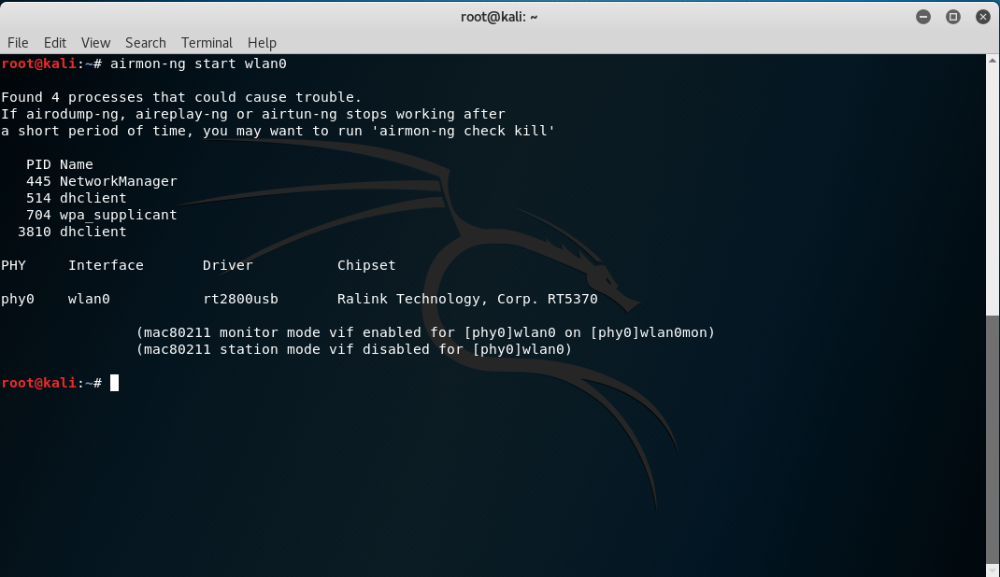 root@kali: ~
File Edit View Search Terminal Help
root@kali:~# airmon-ng start wlan0
Found 4 processes that could cause trouble.
If airodump-ng, aireplay-ng or airtun-ng stops working after
a short period of time, you may want to run 'airmon-ng check kill'
PID Name
445 NetworkManager
514 dhclient
704 wpa_supplicant
3810 dhclient
PHY Interface Driver Chipset
phy0 wlan0 rt2800usb Ralink Technology, Corp. RT5370
(mac80211 monitor mode vif enabled for [phy0]wlan0 on [phy0]wlan0mon)
(mac80211 station mode vif disabled for [phy0]wlan0)
root@kali:~#